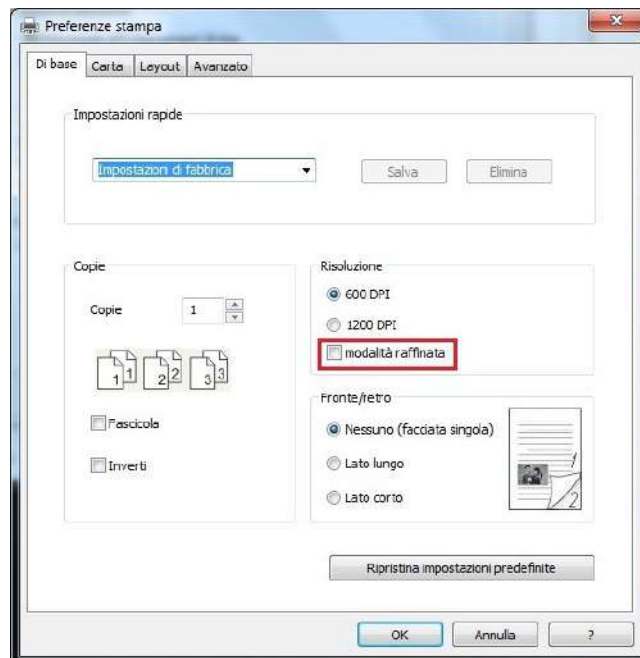 Preferenze stampa
Di base Carta Layout Avanzato
Impostazioni rapide
Impostazioni di fabbrica
Salva Elimina
Copie
Copie 1
1 1 2 2 3 3
Fascicola
Inverti
Risoluzione
600 DPI
1200 DPI
modalità raffinata
Fronte/retro
Nessuno (facciata singola)
Lato lungo
Lato corto
1
2
Ripristina impostazioni predefinite
OK Annulla ?